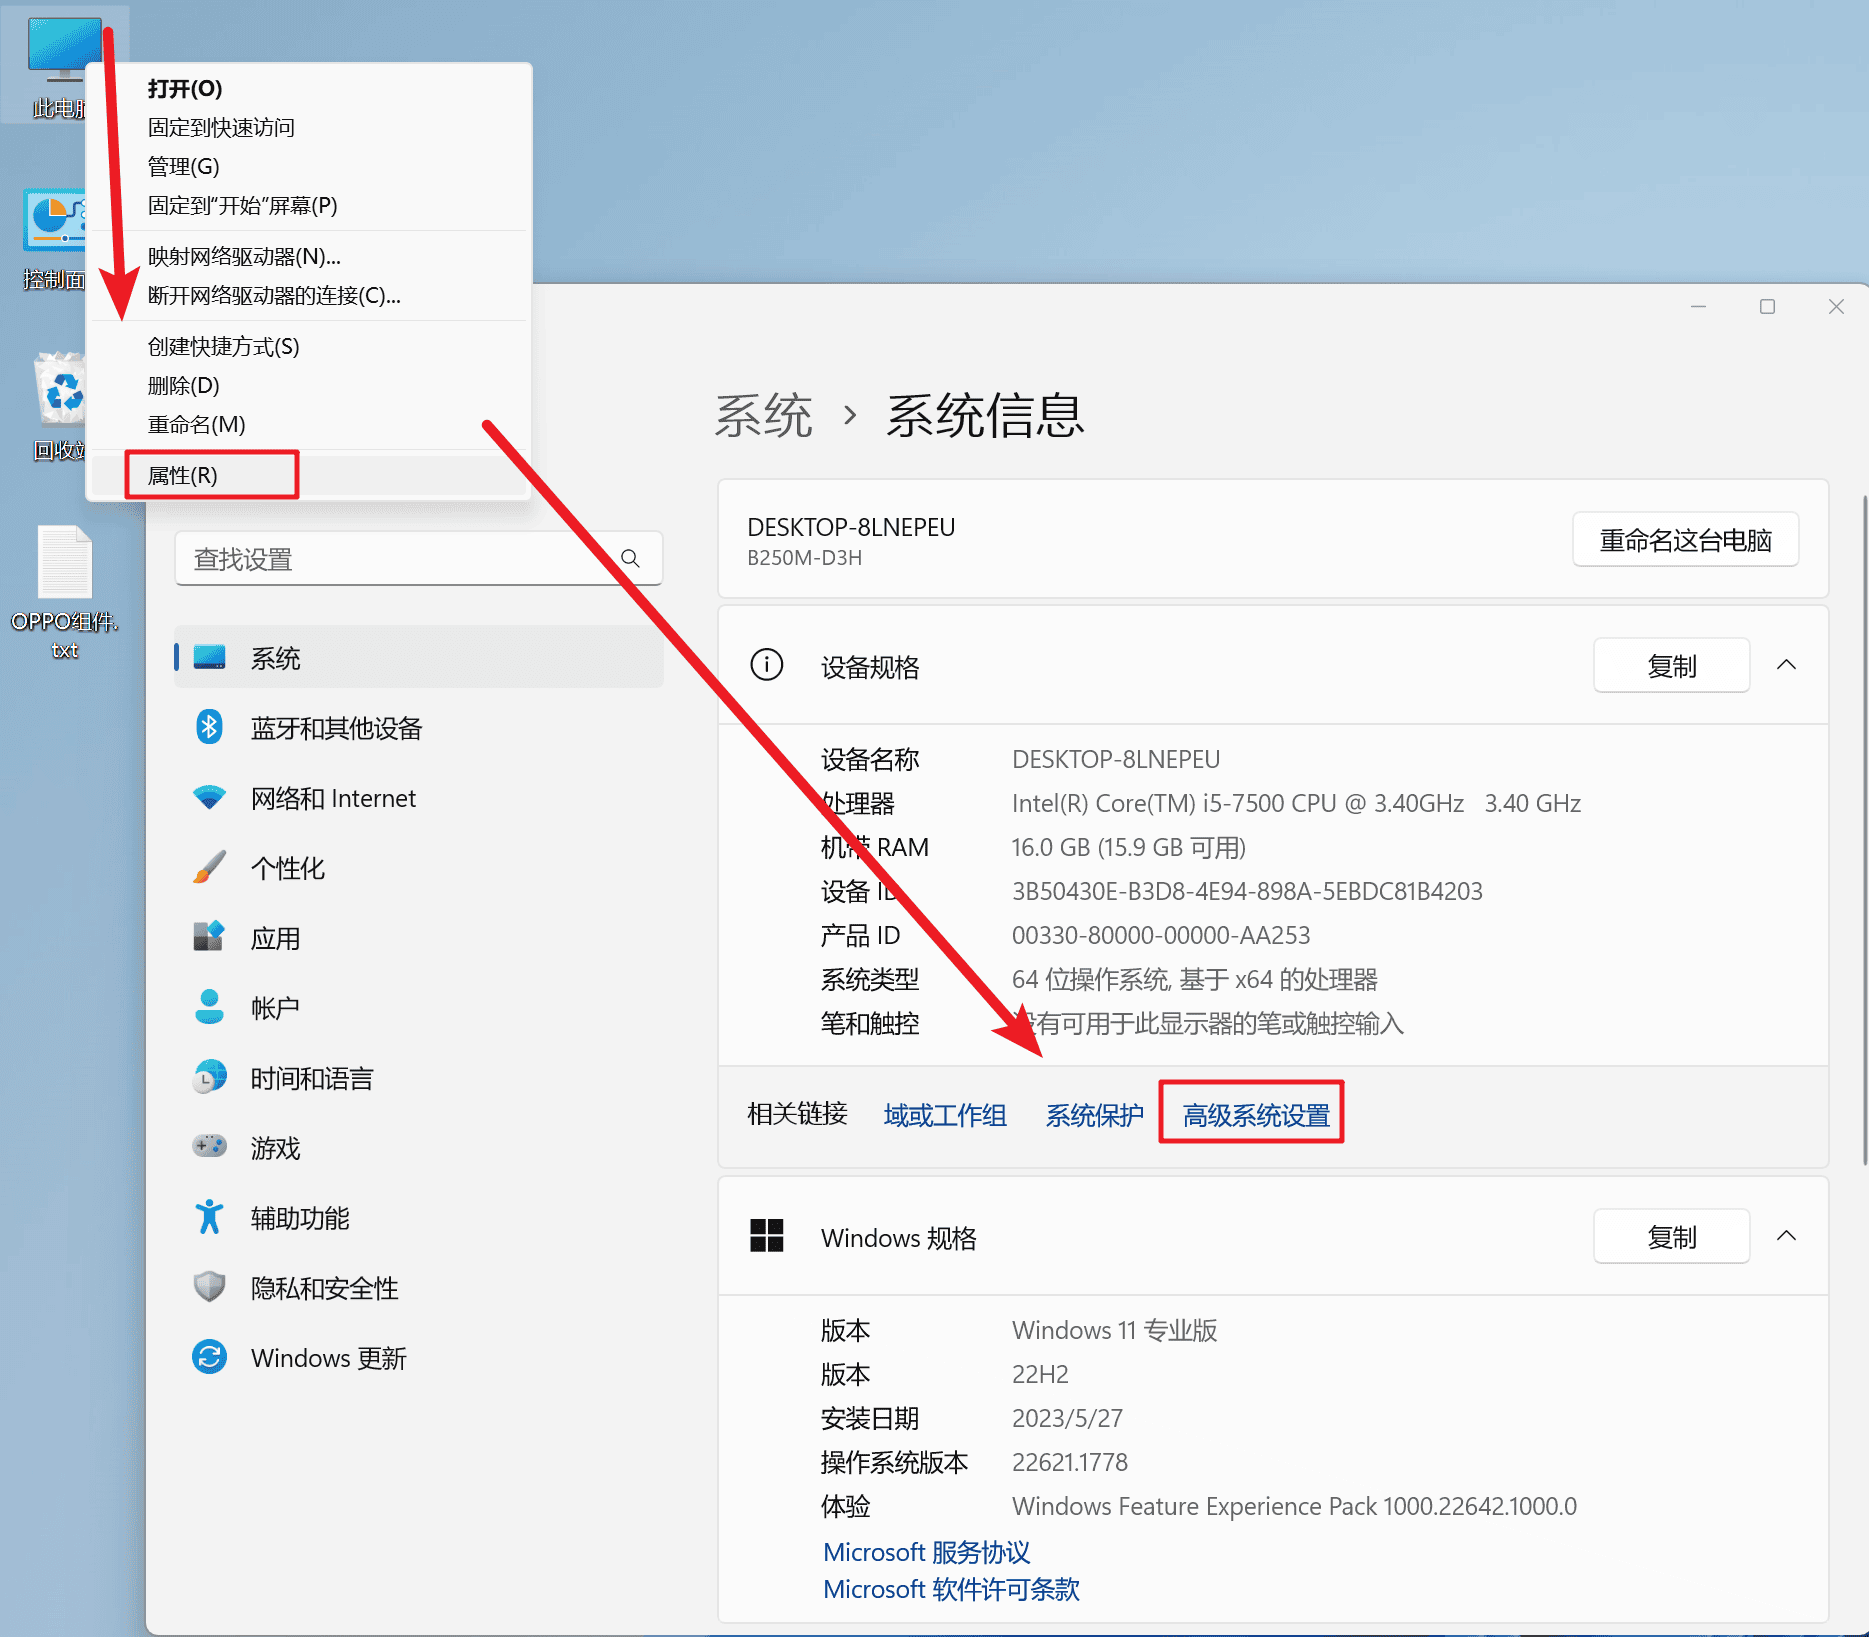 此电脑
控制面
回收站
OPPO组件.
txt
打开(O)
固定到快速访问
管理(G)
固定到“开始”屏幕(P)
映射网络驱动器(N)...
断开网络驱动器的连接(C)...
创建快捷方式(S)
删除(D)
重命名(M)
属性(R)
查找设置
系统
蓝牙和其他设备
网络和 Internet
个性化
应用
帐户
时间和语言
游戏
辅助功能
隐私和安全性
Windows 更新
系统 › 系统信息
DESKTOP-8LNEPEU
B250M-D3H
重命名这台电脑
设备规格
复制
设备名称 DESKTOP-8LNEPEU
处理器 Intel(R) Core(TM) i5-7500 CPU @ 3.40GHz 3.40 GHz
机带 RAM 16.0 GB (15.9 GB 可用)
设备 ID 3B50430E-B3D8-4E94-898A-5EBDC81B4203
产品 ID 00330-80000-00000-AA253
系统类型 64 位操作系统, 基于 x64 的处理器
笔和触控 没有可用于此显示器的笔或触控输入
相关链接 域或工作组 系统保护 高级系统设置
Windows 规格
复制
版本 Windows 11 专业版
版本 22H2
安装日期 2023/5/27
操作系统版本 22621.1778
体验 Windows Feature Experience Pack 1000.22642.1000.0
Microsoft 服务协议
Microsoft 软件许可条款